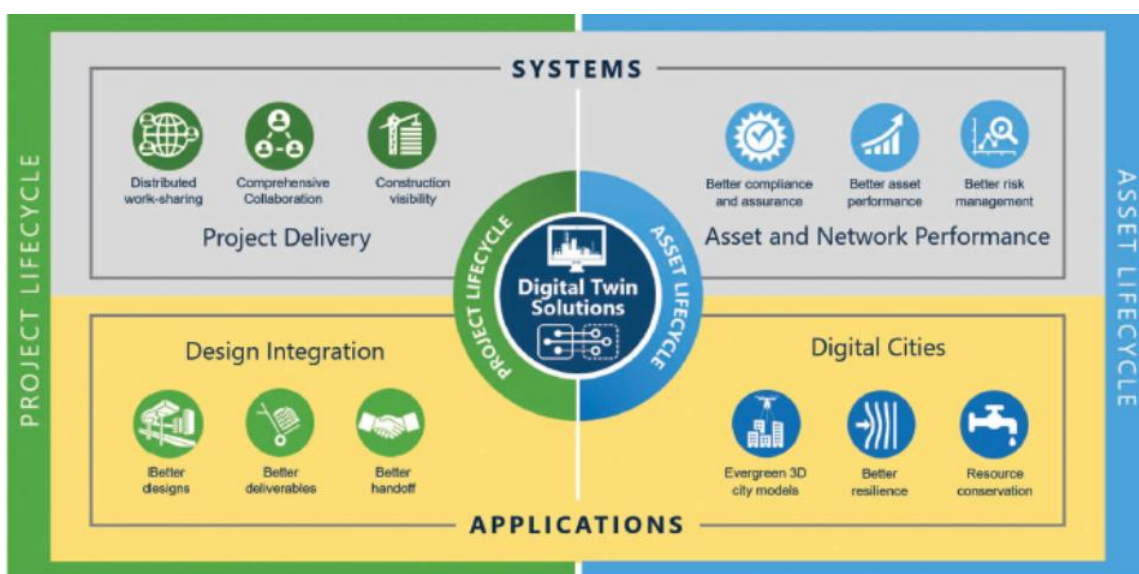 SYSTEMS
PROJECT LIFECYCLE
Distributed
work-sharing
Comprehensive
Collaboration
Construction
visibility
Project Delivery
Better compliance
and assurance
Better asset
performance
Better risk
management
Asset and Network Performance
ASSET LIFECYCLE
PROJECT LIFECYCLE
Digital Twin
Solutions
ASSET LIFECYCLE
Design Integration
Better
designs
Better
deliverables
Better
handoff
Digital Cities
Evergreen 3D
city models
Better
resilience
Resource
conservation
APPLICATIONS